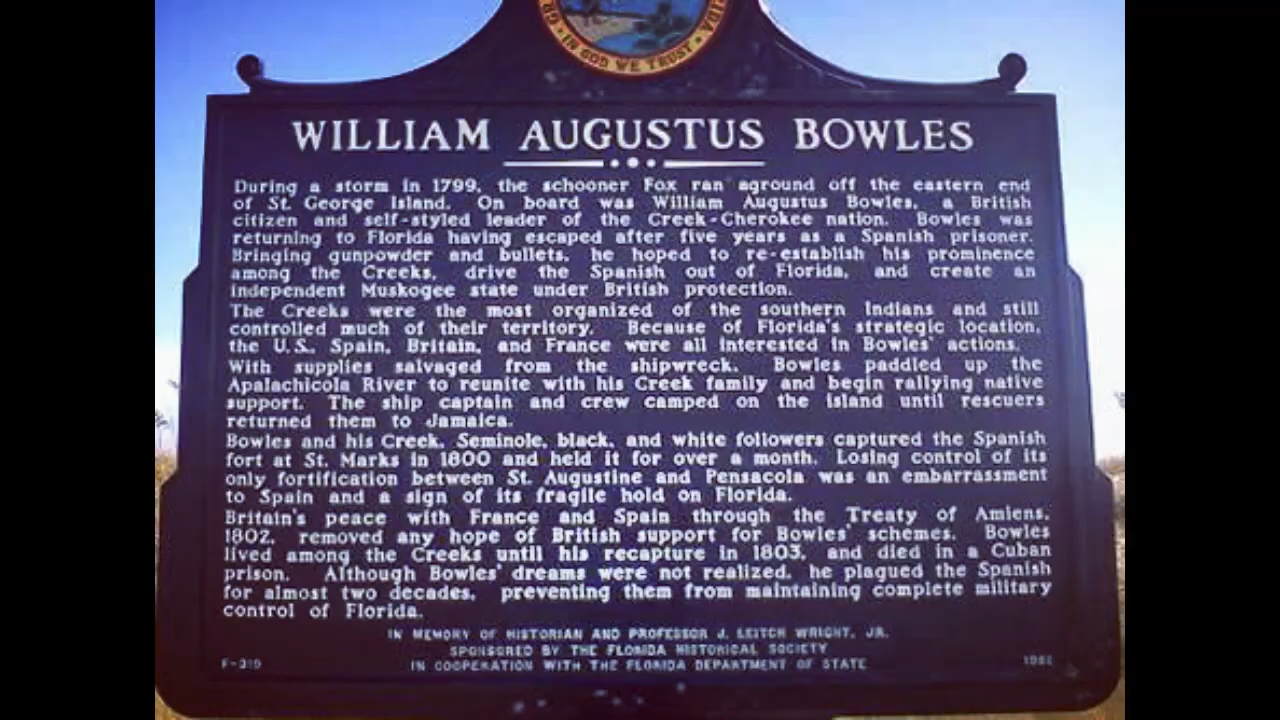 GR · IN GOD WE TRUST · RIDA
WILLIAM AUGUSTUS BOWLES
During a storm in 1799, the schooner Fox ran aground off the eastern end
of St. George Island. On board was William Augustus Bowles, a British
citizen and self-styled leader of the Creek-Cherokee nation. Bowles was
returning to Florida having escaped after five years as a Spanish prisoner.
Bringing gunpowder and bullets, he hoped to re-establish his prominence
among the Creeks, drive the Spanish out of Florida, and create an
independent Muskogee state under British protection.
The Creeks were the most organized of the southern Indians and still
controlled much of their territory. Because of Florida's strategic location,
the U.S., Spain, Britain, and France were all interested in Bowles' actions.
With supplies salvaged from the shipwreck, Bowles paddled up the
Apalachicola River to reunite with his Creek family and begin rallying native
support. The ship captain and crew camped on the island until rescuers
returned them to Jamaica.
Bowles and his Creek, Seminole, black, and white followers captured the Spanish
fort at St. Marks in 1800 and held it for over a month. Losing control of its
only fortification between St. Augustine and Pensacola was an embarrassment
to Spain and a sign of its fragile hold on Florida.
Britain's peace with France and Spain through the Treaty of Amiens,
1802, removed any hope of British support for Bowles' schemes. Bowles
lived among the Creeks until his recapture in 1803, and died in a Cuban
prison. Although Bowles' dreams were not realized, he plagued the Spanish
for almost two decades, preventing them from maintaining complete military
control of Florida.
IN MEMORY OF HISTORIAN AND PROFESSOR J. LEITCH WRIGHT, JR.
SPONSORED BY THE FLORIDA HISTORICAL SOCIETY
F-319 IN COOPERATION WITH THE FLORIDA DEPARTMENT OF STATE